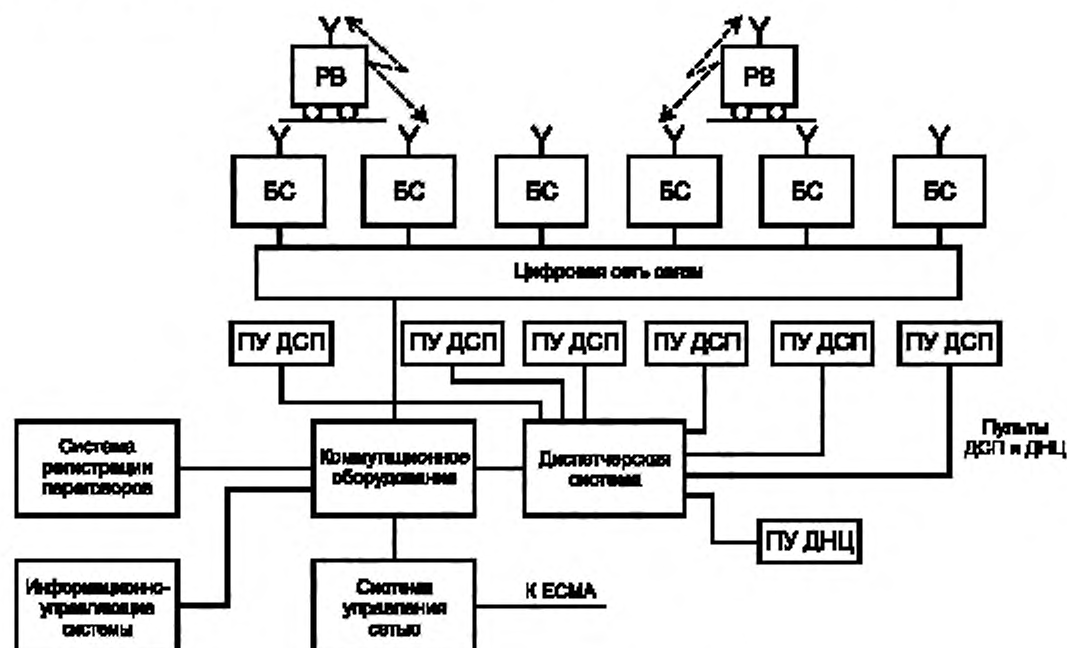 РВ
РВ
БС
БС
БС
БС
БС
БС
Цифровая сеть связи
ПУ ДСП
ПУ ДСП
ПУ ДСП
ПУ ДСП
ПУ ДСП
ПУ ДСП
Система
регистрации
переговоров
Коммутационное
оборудование
Диспетчерская
система
Пульты
ДСП и ДНЦ
ПУ ДНЦ
Информационно-
управляющие
системы
Система
управления
сетью
К ЕСМА